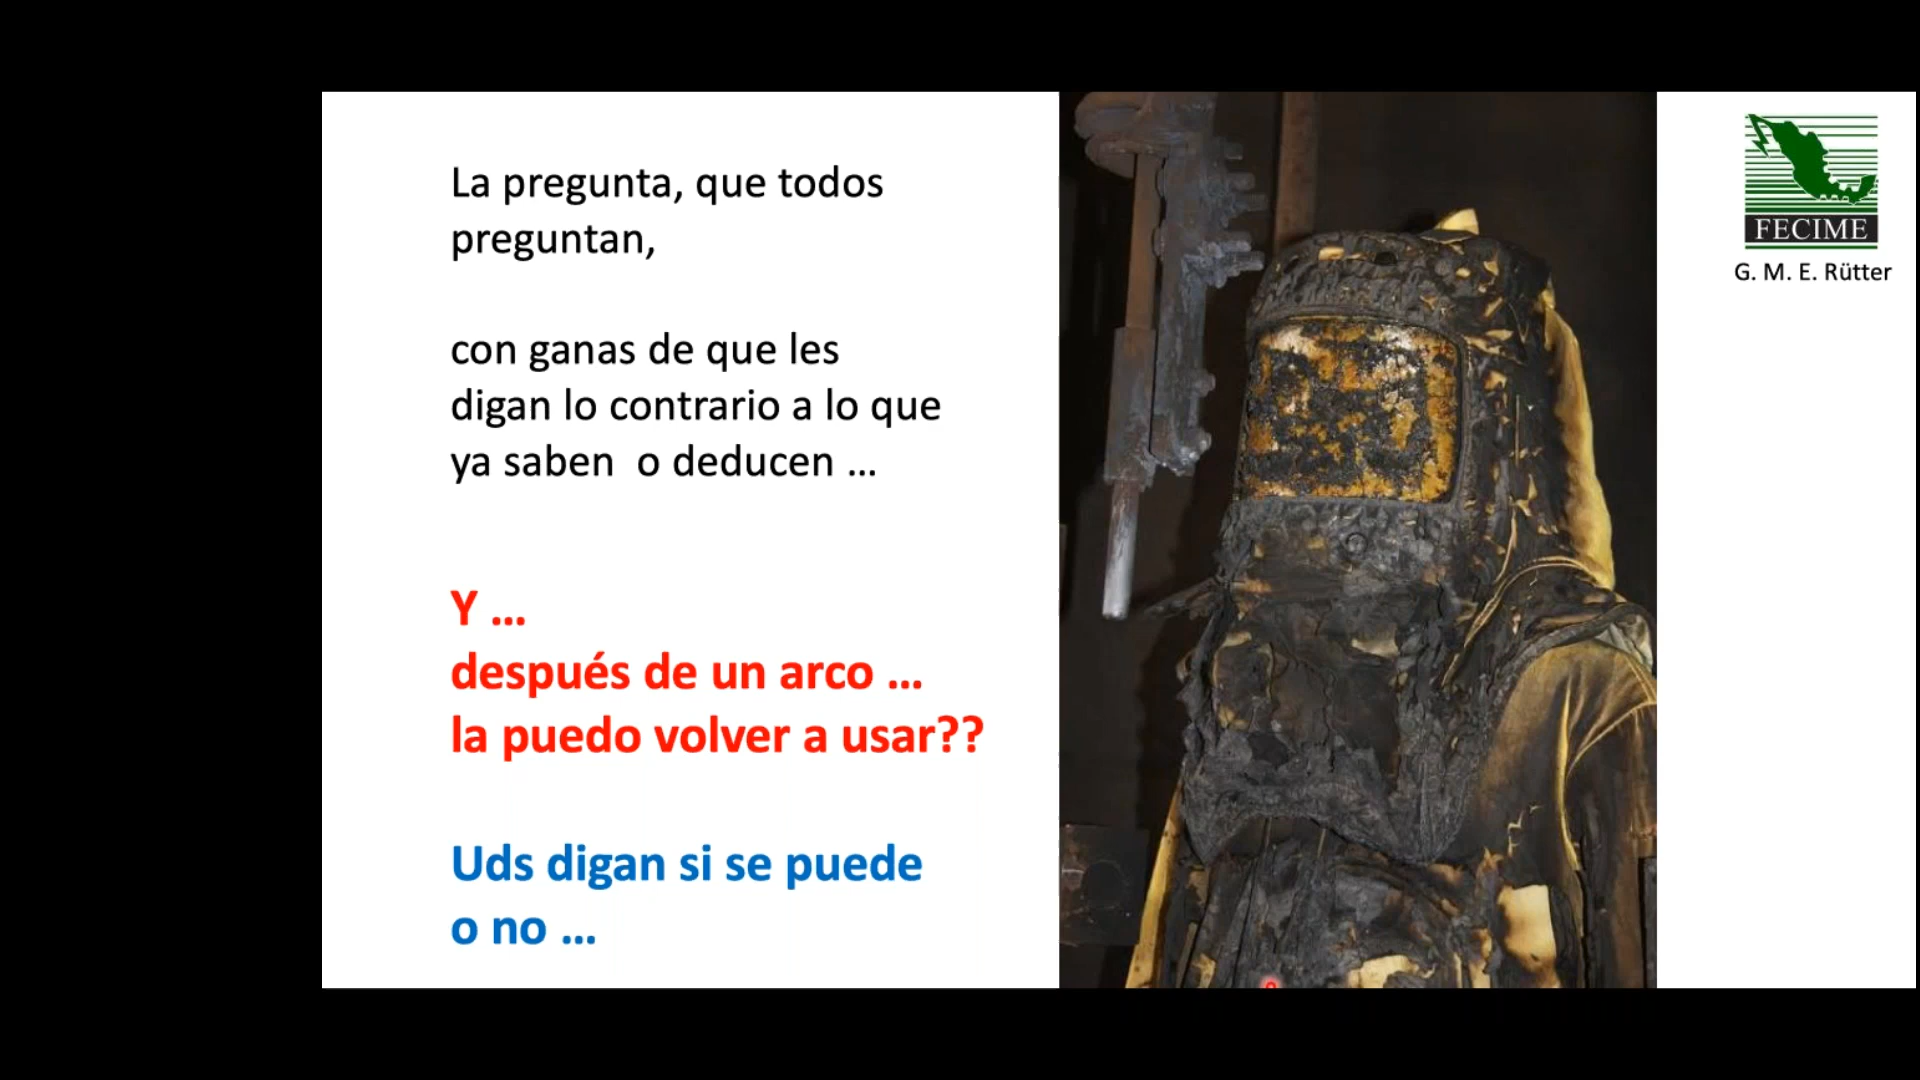 La pregunta, que todos
preguntan,
con ganas de que les
digan lo contrario a lo que
ya saben  o deducen ...
Y ...
después de un arco ...
la puedo volver a usar??
Uds digan si se puede
o no ...
FECIME
G. M. E. Rütter